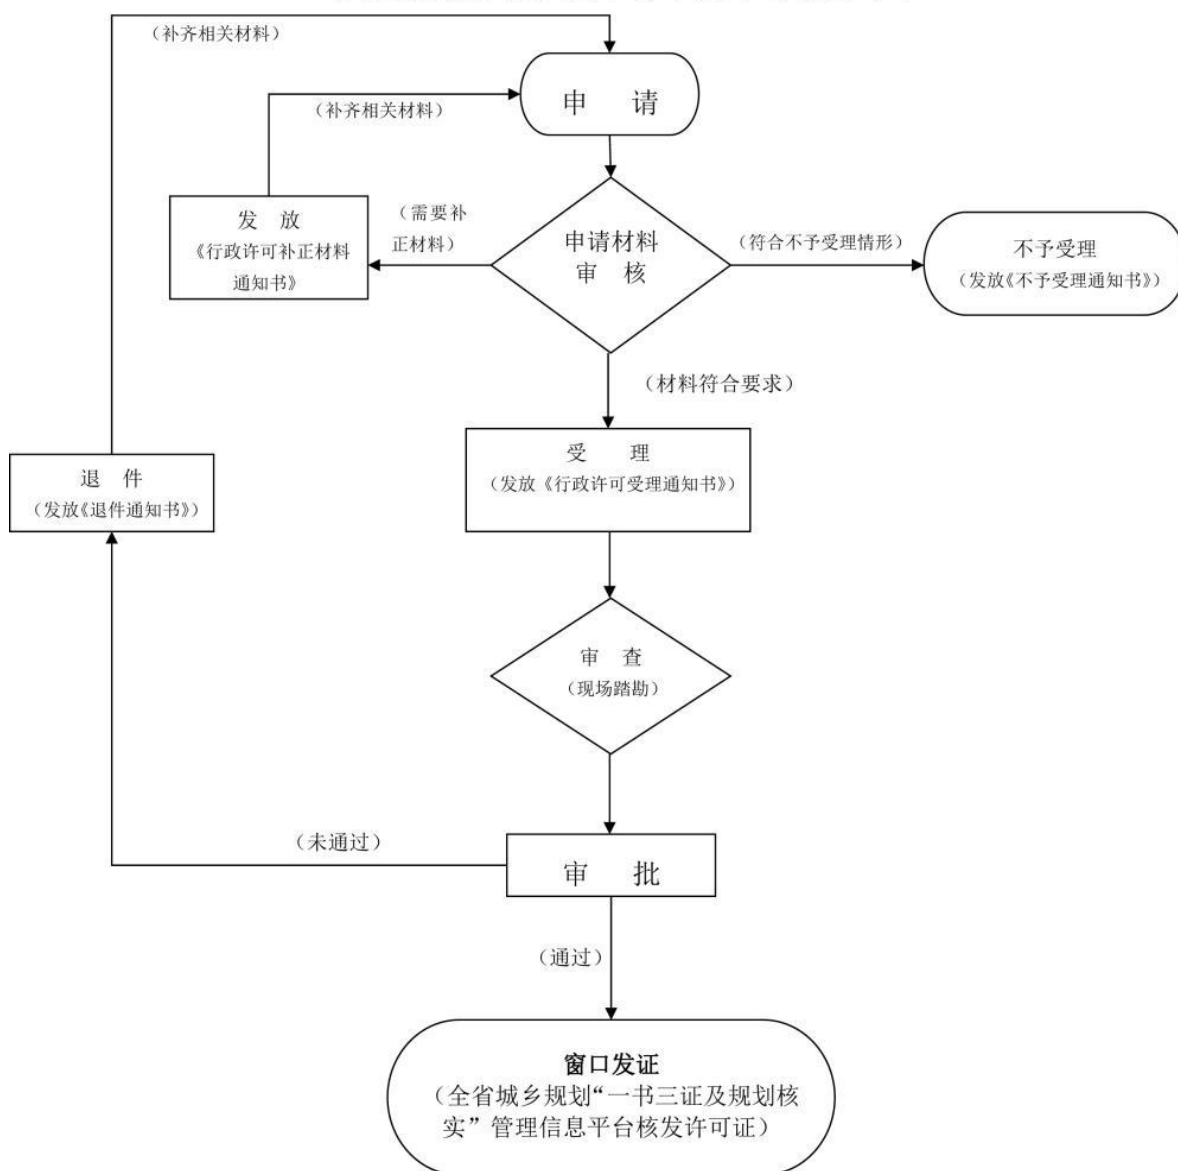 （补齐相关材料）
申 请
（补齐相关材料）
发 放
《行政许可补正材料
通知书》
（需要补
正材料）
申请材料
审 核
（符合不予受理情形）
不予受理
（发放《不予受理通知书》）
（材料符合要求）
受 理
（发放《行政许可受理通知书》）
退 件
（发放《退件通知书》）
审 查
（现场踏勘）
（未通过）
审 批
（通过）
窗口发证
（全省城乡规划“一书三证及规划核
实”管理信息平台核发许可证）